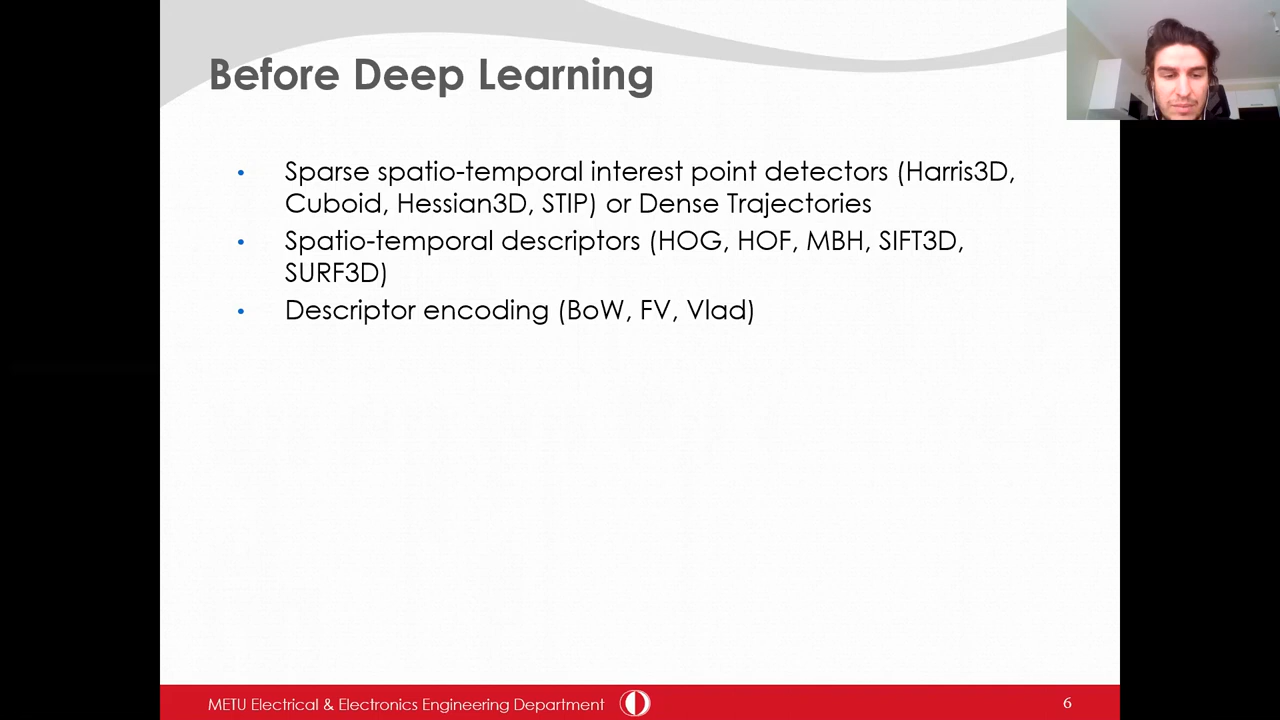 Before Deep Learning
• Sparse spatio-temporal interest point detectors (Harris3D,
Cuboid, Hessian3D, STIP) or Dense Trajectories
• Spatio-temporal descriptors (HOG, HOF, MBH, SIFT3D,
SURF3D)
• Descriptor encoding (BoW, FV, Vlad)
METU Electrical & Electronics Engineering Department
6